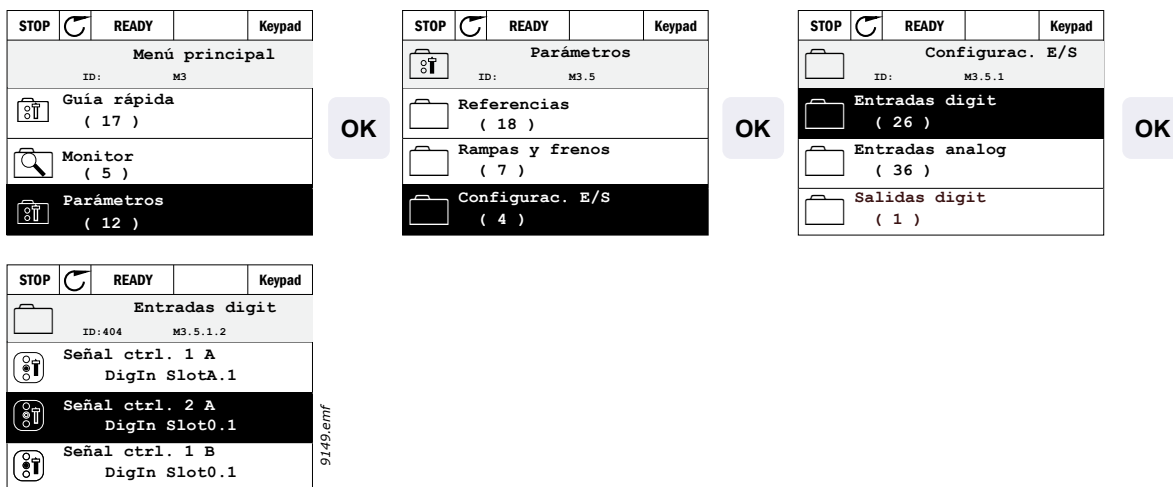 STOP READY Keypad
Menú principal
ID: M3
Guía rápida
( 17 )
Monitor
( 5 )
Parámetros
( 12 )
OK
STOP READY Keypad
Parámetros
ID: M3.5
Referencias
( 18 )
Rampas y frenos
( 7 )
Configurac. E/S
( 4 )
OK
STOP READY Keypad
Configurac. E/S
ID: M3.5.1
Entradas digit
( 26 )
Entradas analog
( 36 )
Salidas digit
( 1 )
OK
STOP READY Keypad
Entradas digit
ID:404 M3.5.1.2
Señal ctrl. 1 A
DigIn SlotA.1
Señal ctrl. 2 A
DigIn Slot0.1
Señal ctrl. 1 B
DigIn Slot0.1
9149.emf